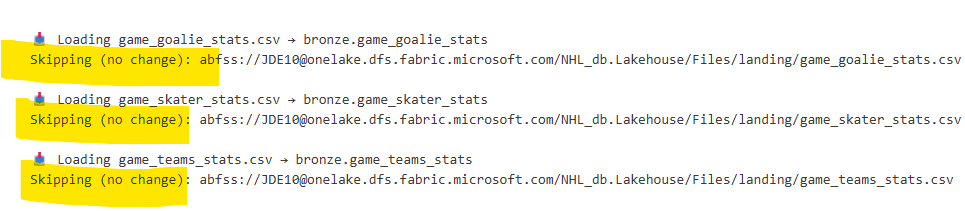 📥 Loading game_goalie_stats.csv → bronze.game_goalie_stats
Skipping (no change): abfss://JDE10@onelake.dfs.fabric.microsoft.com/NHL_db.Lakehouse/Files/landing/game_goalie_stats.csv
📥 Loading game_skater_stats.csv → bronze.game_skater_stats
Skipping (no change): abfss://JDE10@onelake.dfs.fabric.microsoft.com/NHL_db.Lakehouse/Files/landing/game_skater_stats.csv
📥 Loading game_teams_stats.csv → bronze.game_teams_stats
Skipping (no change): abfss://JDE10@onelake.dfs.fabric.microsoft.com/NHL_db.Lakehouse/Files/landing/game_teams_stats.csv